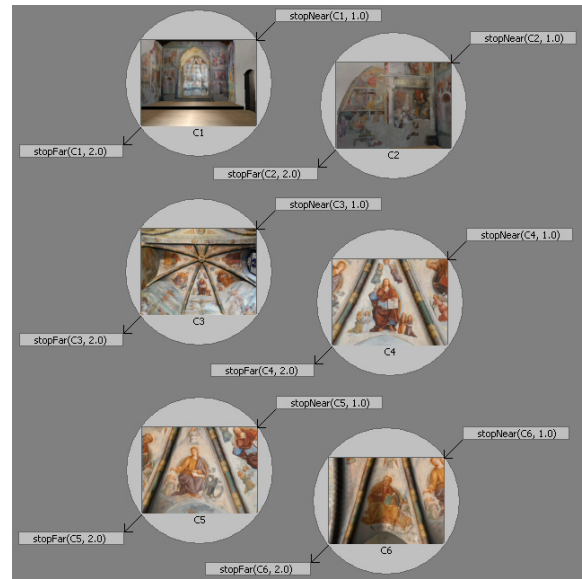 stopNear(C1, 1.0)
C1
stopFar(C1, 2.0)
stopNear(C2, 1.0)
C2
stopFar(C2, 2.0)
stopNear(C3, 1.0)
C3
stopFar(C3, 2.0)
stopNear(C4, 1.0)
C4
stopFar(C4, 2.0)
stopNear(C5, 1.0)
C5
stopFar(C5, 2.0)
stopNear(C6, 1.0)
C6
stopFar(C6, 2.0)